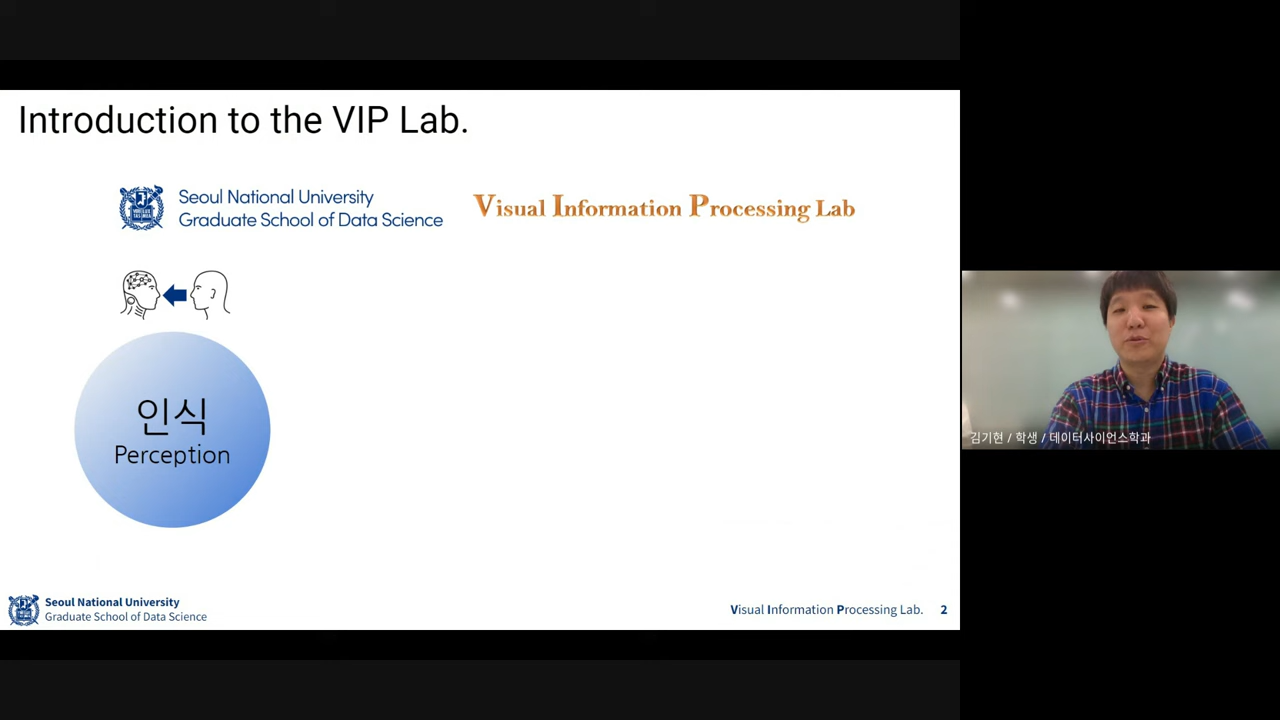 Introduction to the VIP Lab.
Seoul National University
Graduate School of Data Science
Visual Information Processing Lab
인식
Perception
김기현 / 학생 / 데이터사이언스학과
Seoul National University
Graduate School of Data Science
Visual Information Processing Lab. 2